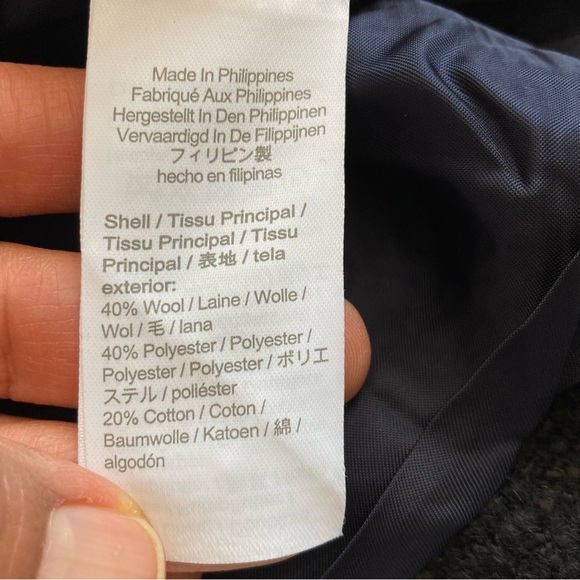 Made In Philippines
Fabriqué Aux Philippines
Hergestellt In Den Philippinen
Vervaardigd In De Filippijnen
フィリピン製
hecho en filipinas
Shell / Tissu Principal /
Tissu Principal / Tissu
Principal / 表地 / tela
exterior:
40% Wool / Laine / Wolle /
Wol / 毛 / lana
40% Polyester / Polyester /
Polyester / Polyester / ポリエ
ステル / poliéster
20% Cotton / Coton /
Baumwolle / Katoen / 綿 /
algodón